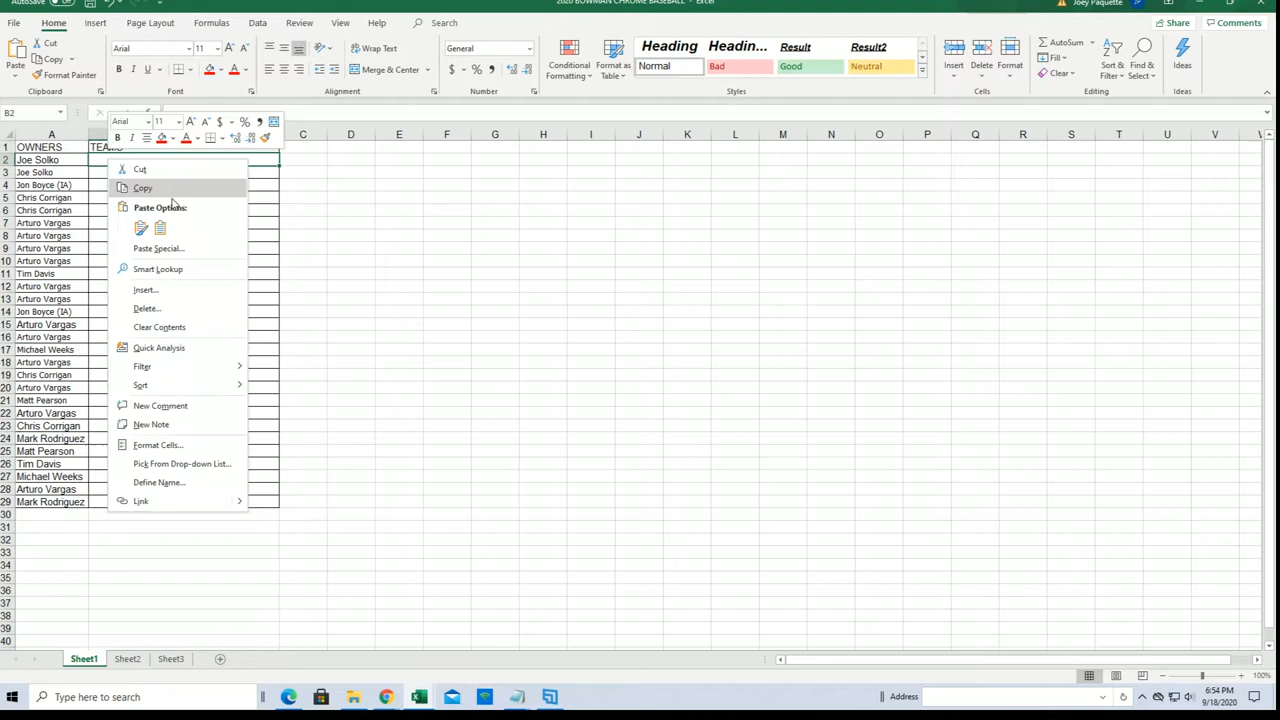 AutoSave Off
2020 BOWMAN CHROME BASEBALL - Excel
Joey Paquette
JP
File Home Insert Page Layout Formulas Data Review View Help Search
Share Comments
Paste
Cut
Copy
Format Painter
Clipboard
Arial 11
B I U
Font
Wrap Text
Merge & Center
Alignment
General
$ % ,
Number
Conditional Formatting
Format as Table
Heading Headin... Result Result2
Normal Bad Good Neutral
Styles
Insert Delete Format
Cells
AutoSum
Fill
Clear
Sort & Filter
Find & Select
Editing
Ideas
Ideas
B2
Arial 11 A A $ % ,
B I
A C D E F G H I J K L M N O P Q R S T U V W
1 OWNERS TEAMS
2 Joe Solko
3 Joe Solko
4 Jon Boyce (IA)
5 Chris Corrigan
6 Chris Corrigan
7 Arturo Vargas
8 Arturo Vargas
9 Arturo Vargas
10 Arturo Vargas
11 Tim Davis
12 Arturo Vargas
13 Arturo Vargas
14 Jon Boyce (IA)
15 Arturo Vargas
16 Arturo Vargas
17 Michael Weeks
18 Arturo Vargas
19 Chris Corrigan
20 Arturo Vargas
21 Matt Pearson
22 Arturo Vargas
23 Chris Corrigan
24 Mark Rodriguez
25 Matt Pearson
26 Tim Davis
27 Michael Weeks
28 Arturo Vargas
29 Mark Rodriguez
30
31
32
33
34
35
36
37
38
39
40
Cut
Copy
Paste Options:
Paste Special...
Smart Lookup
Insert...
Delete...
Clear Contents
Quick Analysis
Filter
Sort
New Comment
New Note
Format Cells...
Pick From Drop-down List...
Define Name...
Link
Sheet1 Sheet2 Sheet3
100%
Type here to search
Address
6:54 PM
9/18/2020